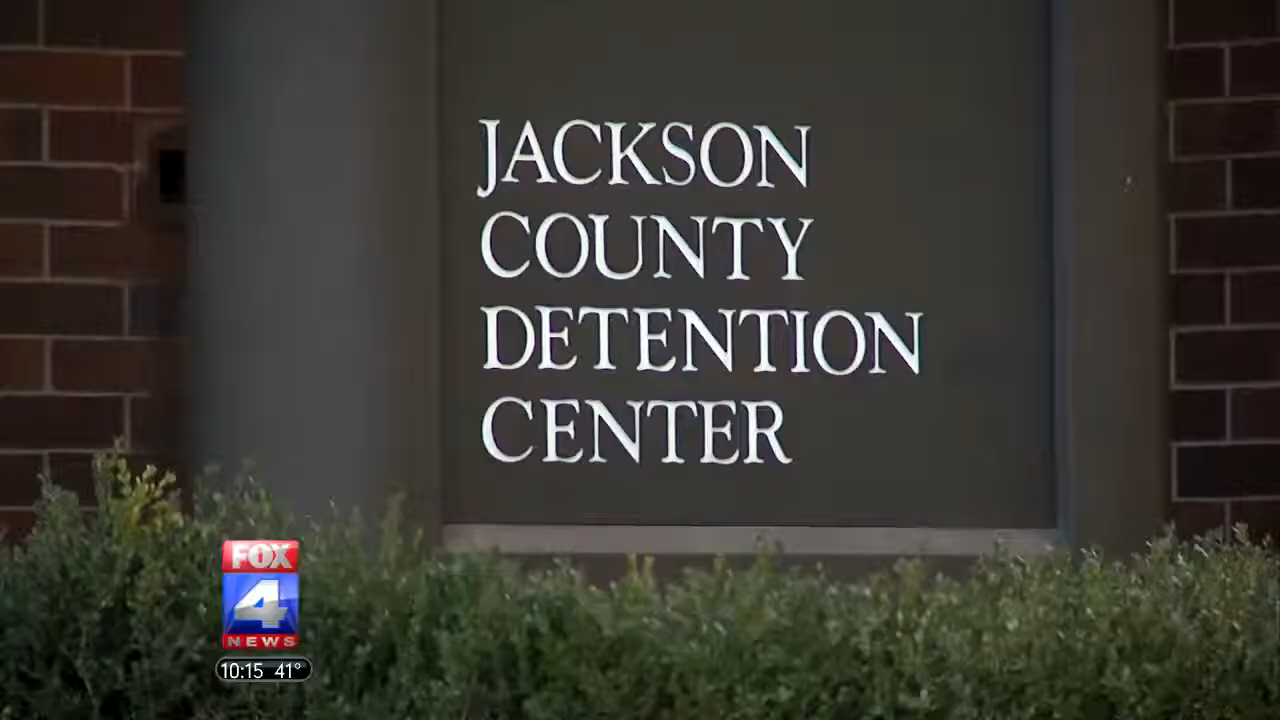 JACKSON
COUNTY
DETENTION
CENTER
FOX
4
NEWS
10:15 41°